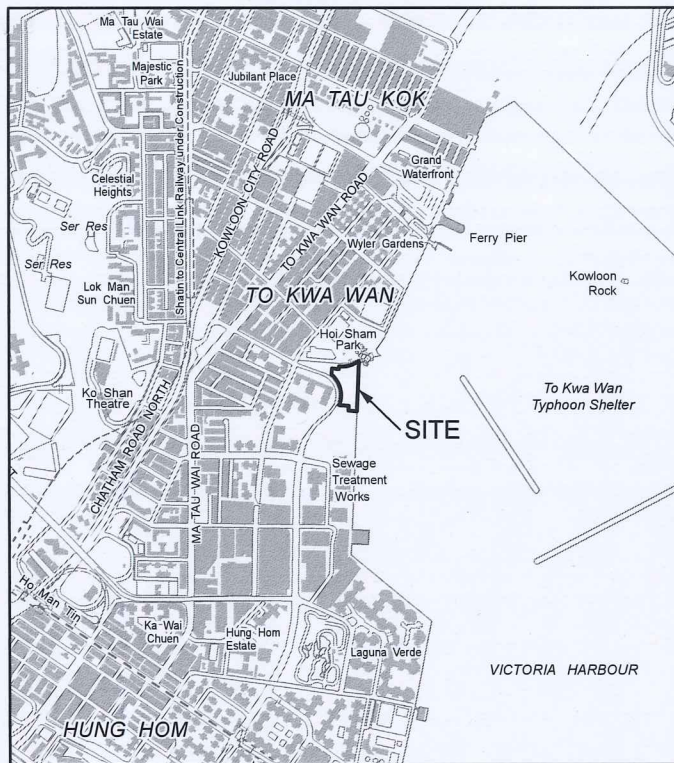 Ma Tau Wai
Estate
Majestic
Park
Jubilant Place
MA TAU KOK
Shatin to Central Link Railway under Construction
KOWLOON CITY ROAD
Celestial
Heights
Grand
Waterfront
TO KWA WAN ROAD
Ser Res
Wyler Gardens
Ferry Pier
Ser Res
Kowloon
Rock
Lok Man
Sun Chuen
TO KWA WAN
Hoi Sham
Park
Ko Shan
Theatre
To Kwa Wan
Typhoon Shelter
SITE
CHATHAM ROAD NORTH
MA TAU WAI ROAD
Sewage
Treatment
Works
Ho Man Tin
Ka Wai
Chuen
Hung Hom
Estate
Laguna Verde
VICTORIA HARBOUR
HUNG HOM